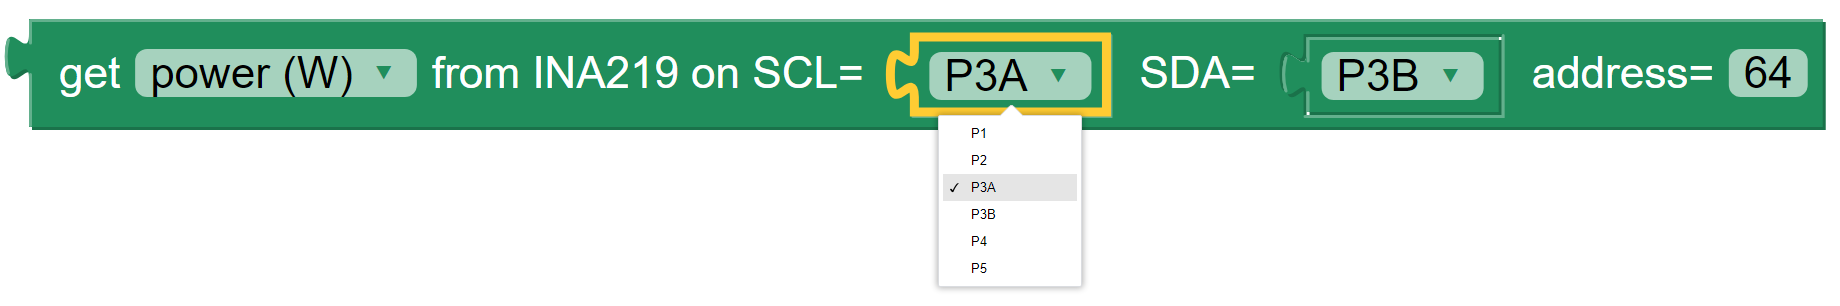 get power (W) ▼ from INA219 on SCL= P3A ▼ SDA= P3B ▼ address= 64
P1
P2
✓ P3A
P3B
P4
P5